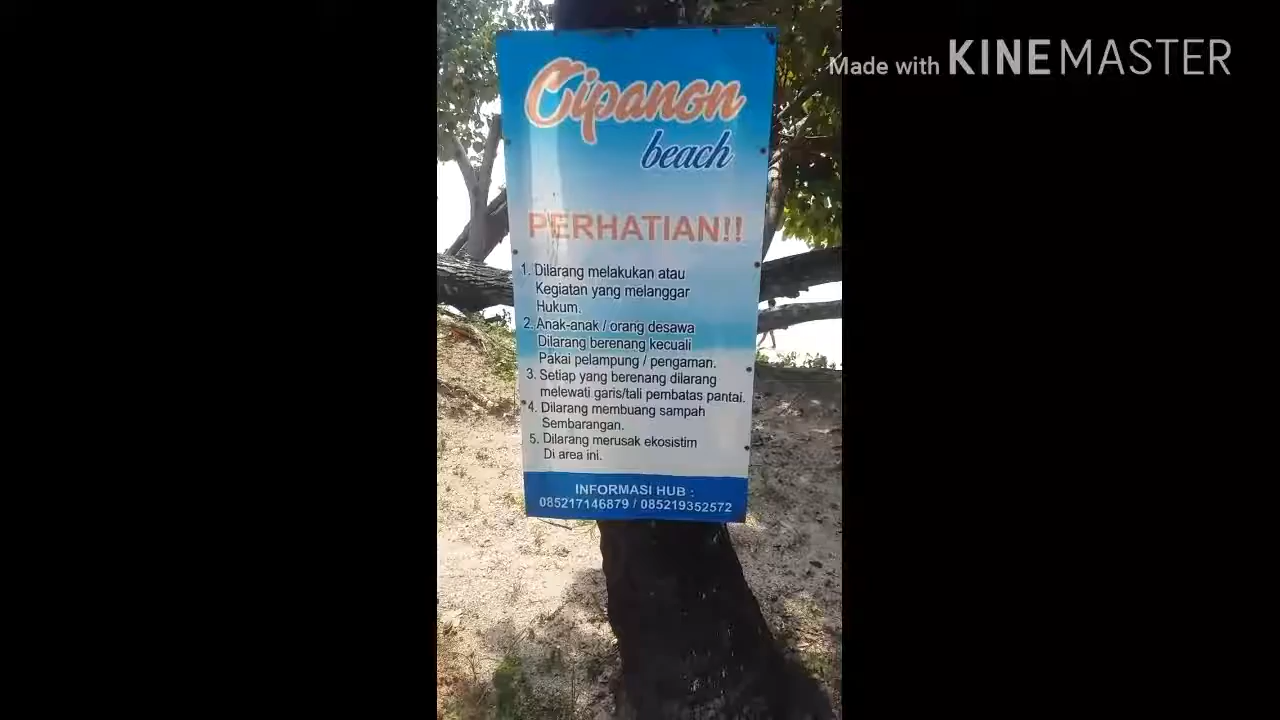 Made with KINEMASTER
Cipanon
beach
PERHATIAN!!
1. Dilarang melakukan atau
Kegiatan yang melanggar
Hukum.
2. Anak-anak / orang desawa
Dilarang berenang kecuali
Pakai pelampung / pengaman.
3. Setiap yang berenang dilarang
melewati garis/tali pembatas pantai.
4. Dilarang membuang sampah
Sembarangan.
5. Dilarang merusak ekosistim
Di area ini.
INFORMASI HUB :
085217146879 / 085219352572